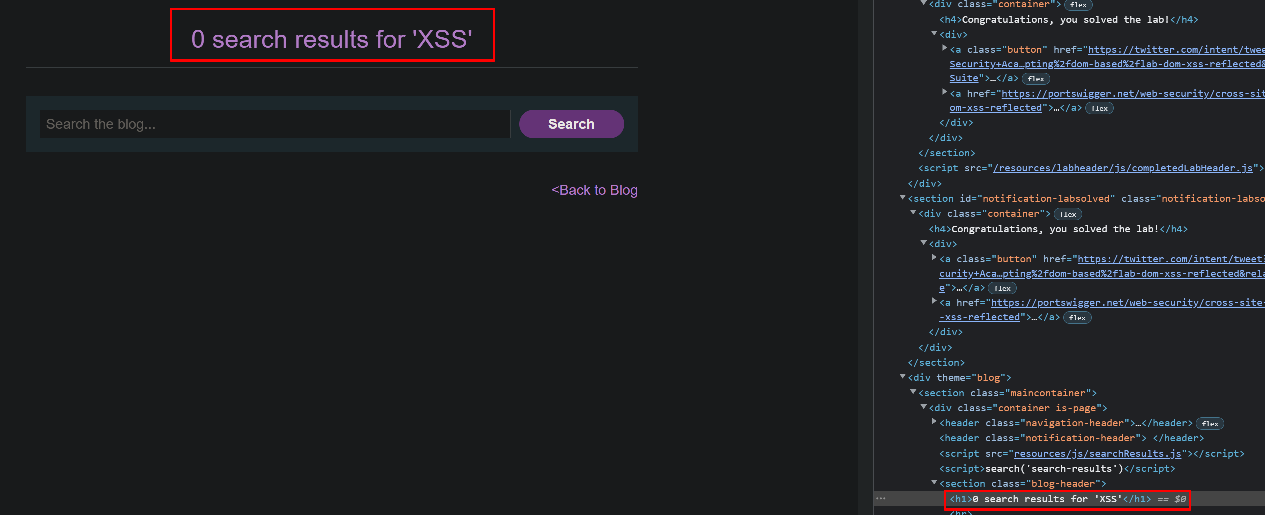 0 search results for 'XSS'
Search the blog...
Search
<Back to Blog
<div class="container"> flex
<h4>Congratulations, you solved the lab!</h4>
<div>
<a class="button" href="https://twitter.com/intent/twee
Security+Aca…pting%2fdom-based%2flab-dom-xss-reflected&
Suite">…</a> flex
<a href="https://portswigger.net/web-security/cross-sit
om-xss-reflected">…</a> flex
</div>
</div>
</section>
<script src="/resources/labheader/js/completedLabHeader.js">
</div>
<section id="notification-labsolved" class="notification-labso
<div class="container"> flex
<h4>Congratulations, you solved the lab!</h4>
<div>
<a class="button" href="https://twitter.com/intent/tweet
curity+Aca…pting%2fdom-based%2flab-dom-xss-reflected&rela
e">…</a> flex
<a href="https://portswigger.net/web-security/cross-site-
-xss-reflected">…</a> flex
</div>
</div>
</section>
<div theme="blog">
<section class="maincontainer">
<div class="container is-page">
<header class="navigation-header">…</header> flex
<header class="notification-header"> </header>
<script src="resources/js/searchResults.js"></script>
<script>search('search-results')</script>
<section class="blog-header">
<h1>0 search results for 'XSS'</h1> == $0
<hr>